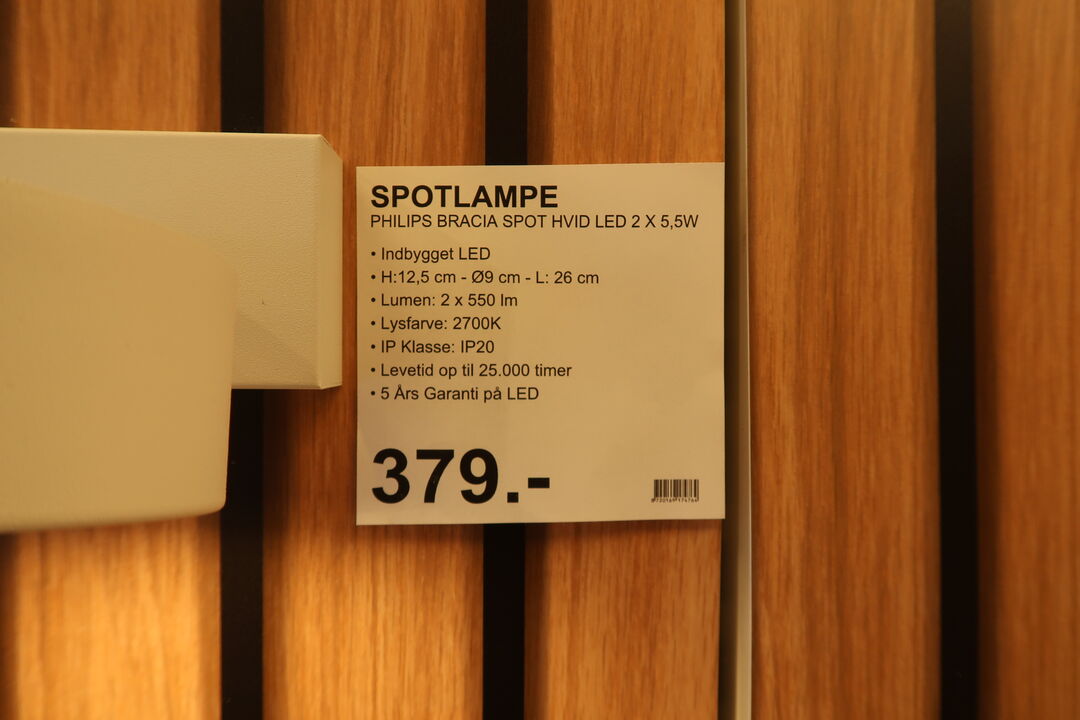 SPOTLAMPE
PHILIPS BRACIA SPOT HVID LED 2 X 5,5W
• Indbygget LED
• H:12,5 cm - Ø9 cm - L: 26 cm
• Lumen: 2 x 550 lm
• Lysfarve: 2700K
• IP Klasse: IP20
• Levetid op til 25.000 timer
• 5 Års Garanti på LED
379.-